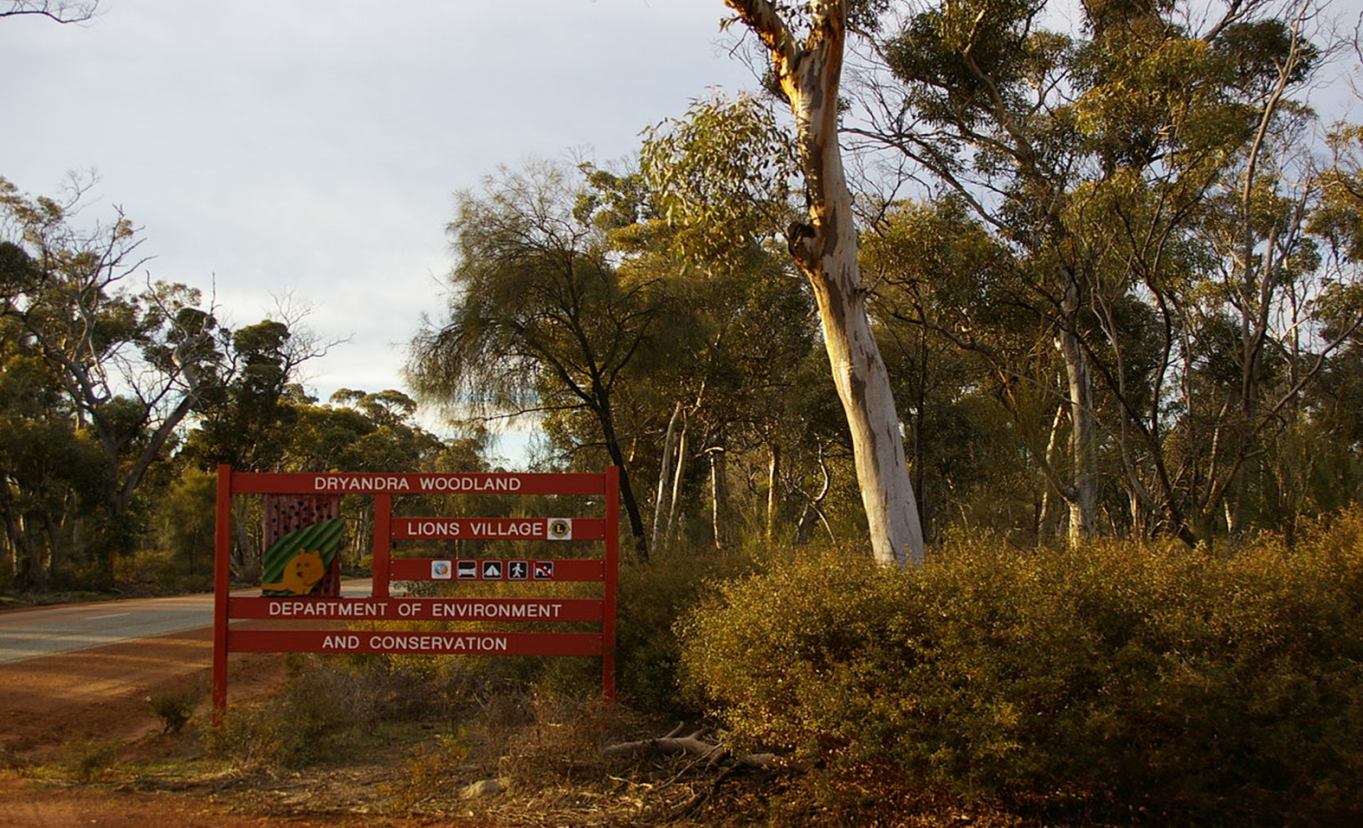 DRYANDRA WOODLAND
LIONS VILLAGE
DEPARTMENT OF ENVIRONMENT
AND CONSERVATION